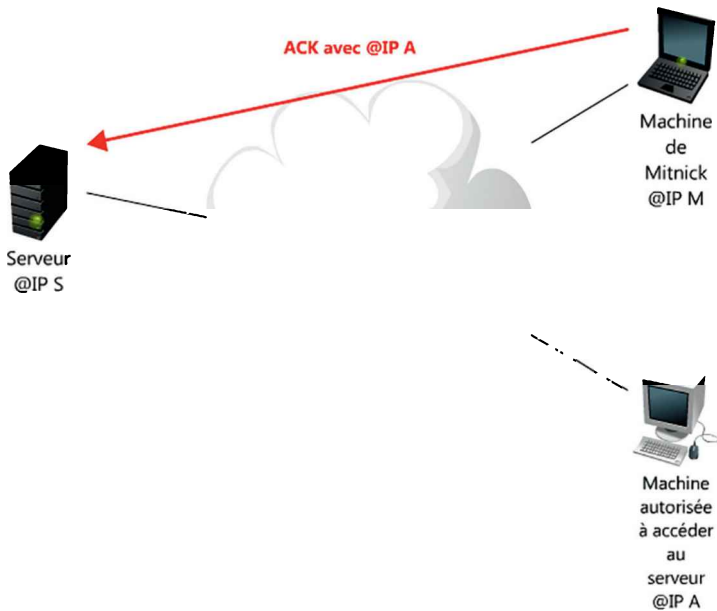 ACK avec @IP A
Machine
de
Mitnick
@IP M
Serveur
@IP S
Machine
autorisée
à accéder
au
serveur
@IP A